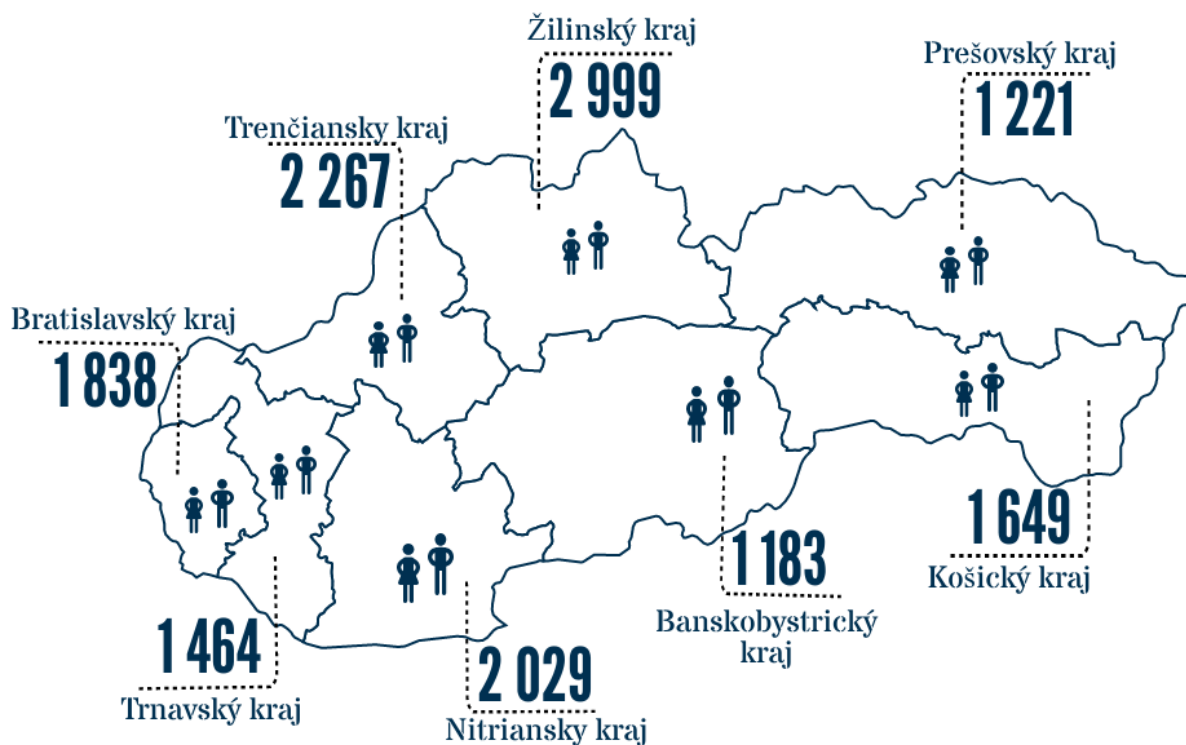 Žilinský kraj
2 999
Prešovský kraj
1 221
Trenčiansky kraj
2 267
Bratislavský kraj
1 838
1 649
Košický kraj
1 183
Banskobystrický
kraj
1 464
Trnavský kraj
2 029
Nitriansky kraj